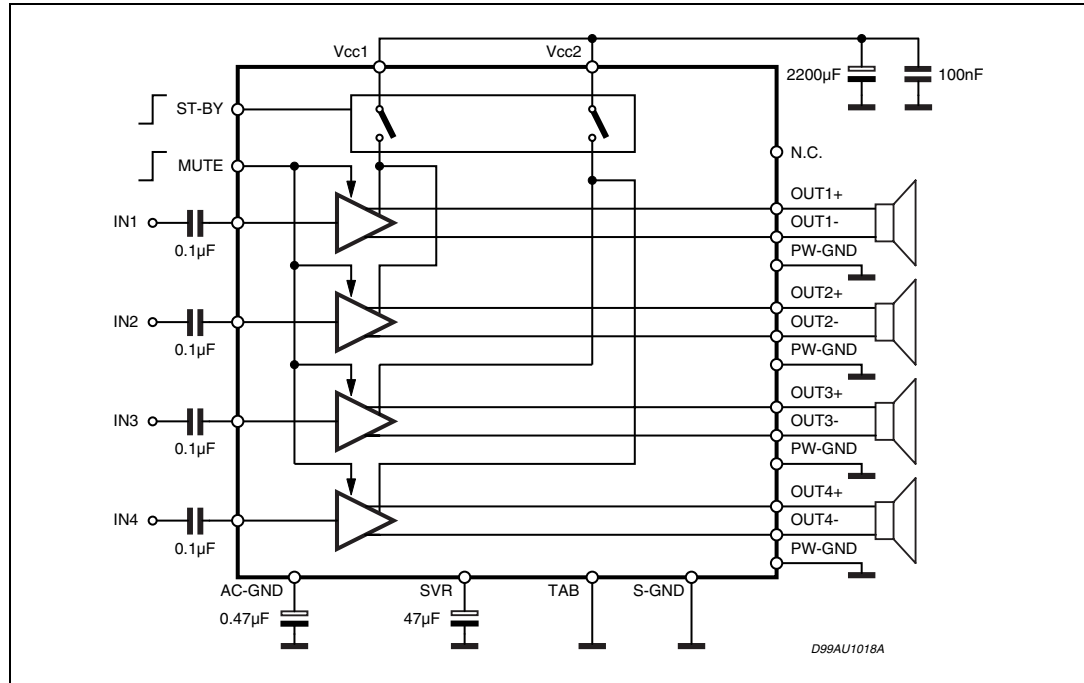 Vcc1
Vcc2
2200µF
100nF
ST-BY
N.C.
MUTE
OUT1+
IN1
OUT1-
0.1µF
PW-GND
OUT2+
IN2
OUT2-
0.1µF
PW-GND
OUT3+
IN3
OUT3-
0.1µF
PW-GND
OUT4+
IN4
OUT4-
0.1µF
PW-GND
AC-GND
SVR
TAB
S-GND
0.47µF
47µF
D99AU1018A